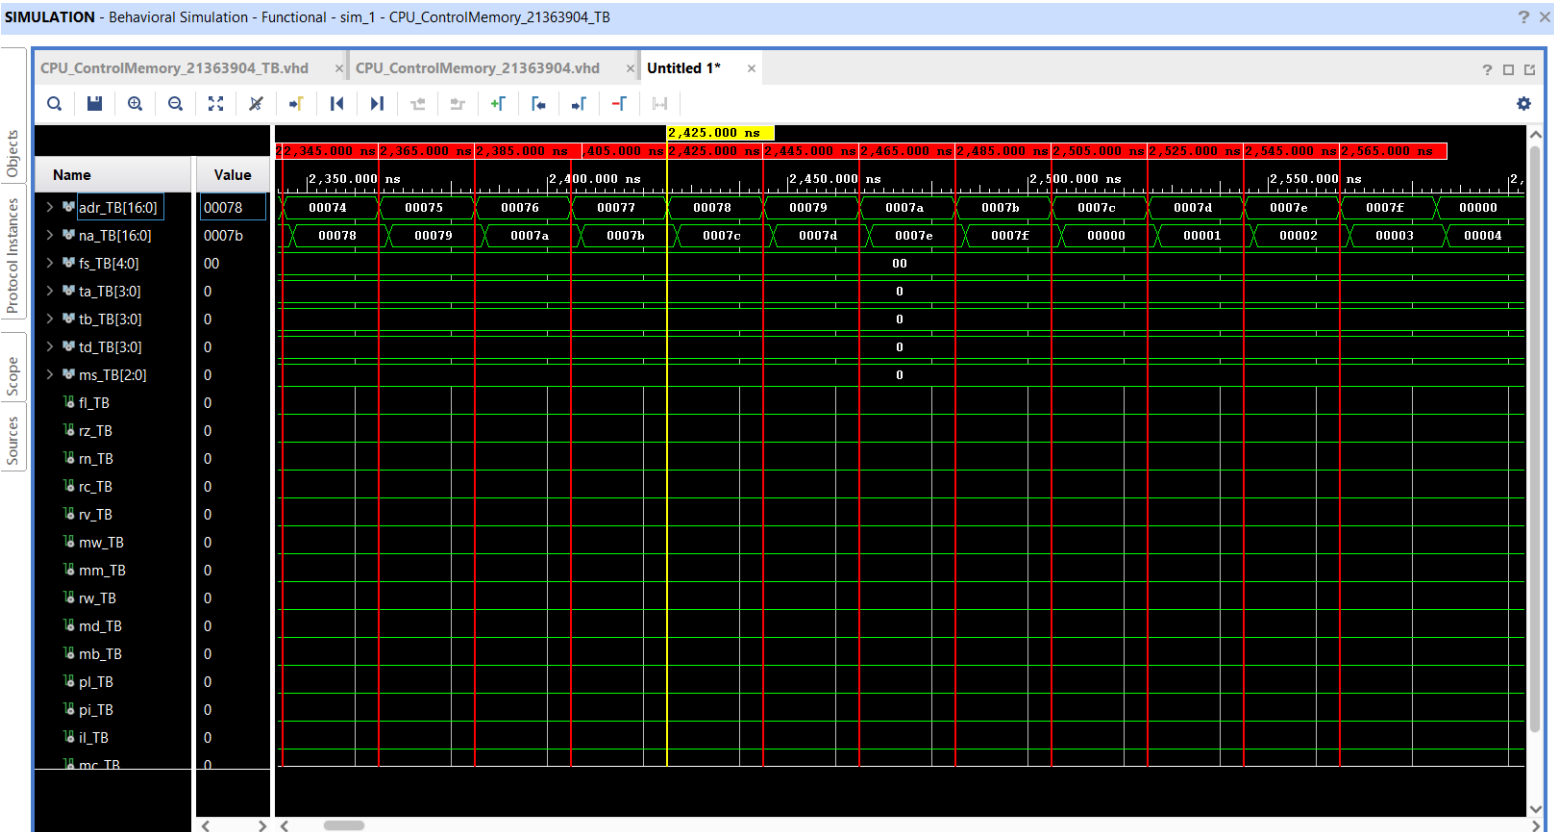 SIMULATION - Behavioral Simulation - Functional - sim_1 - CPU_ControlMemory_21363904_TB ? ×
CPU_ControlMemory_21363904_TB.vhd × CPU_ControlMemory_21363904.vhd × Untitled 1* ×
Objects
Protocol Instances
Scope
Sources
2,425.000 ns
2,345.000 ns 2,365.000 ns 2,385.000 ns 405.000 ns 2,425.000 ns 2,445.000 ns 2,465.000 ns 2,485.000 ns 2,505.000 ns 2,525.000 ns 2,545.000 ns 2,565.000 ns
Name Value 2,350.000 ns 2,400.000 ns 2,450.000 ns 2,500.000 ns 2,550.000 ns 2,
adr_TB[16:0] 00078 00074 00075 00076 00077 00078 00079 0007a 0007b 0007c 0007d 0007e 0007f 00000
na_TB[16:0] 0007b 00078 00079 0007a 0007b 0007c 0007d 0007e 0007f 00000 00001 00002 00003 00004
fs_TB[4:0] 00 00
ta_TB[3:0] 0 0
tb_TB[3:0] 0 0
td_TB[3:0] 0 0
ms_TB[2:0] 0 0
fl_TB 0
rz_TB 0
rn_TB 0
rc_TB 0
rv_TB 0
mw_TB 0
mm_TB 0
rw_TB 0
md_TB 0
mb_TB 0
pl_TB 0
pi_TB 0
il_TB 0
mc_TB 0